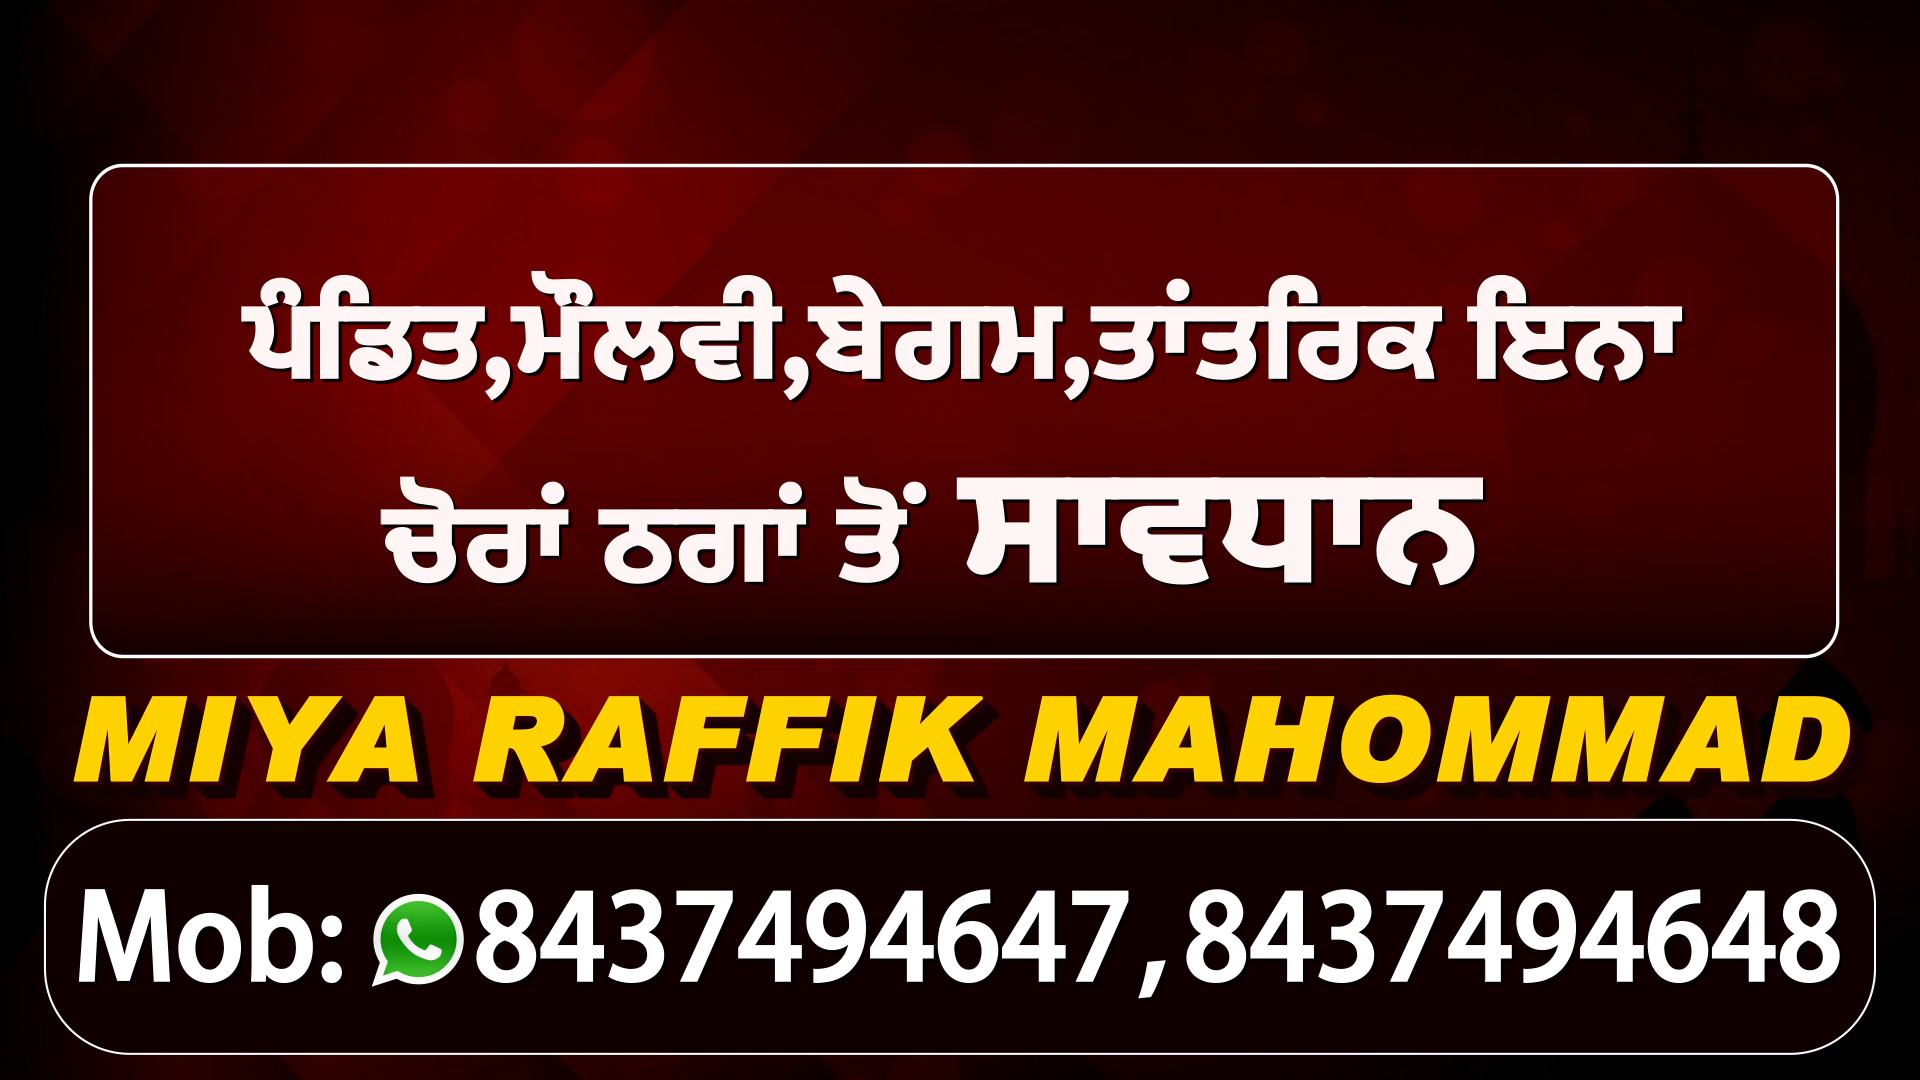 ਪੰਡਿਤ,ਮੌਲਵੀ,ਬੇਗਮ,ਤਾਂਤਰਿਕ ਇਨਾ
ਚੋਰਾਂ ਠਗਾਂ ਤੋਂ ਸਾਵਧਾਨ
MIYA RAFFIK MAHOMMAD
Mob: 8437494647, 8437494648